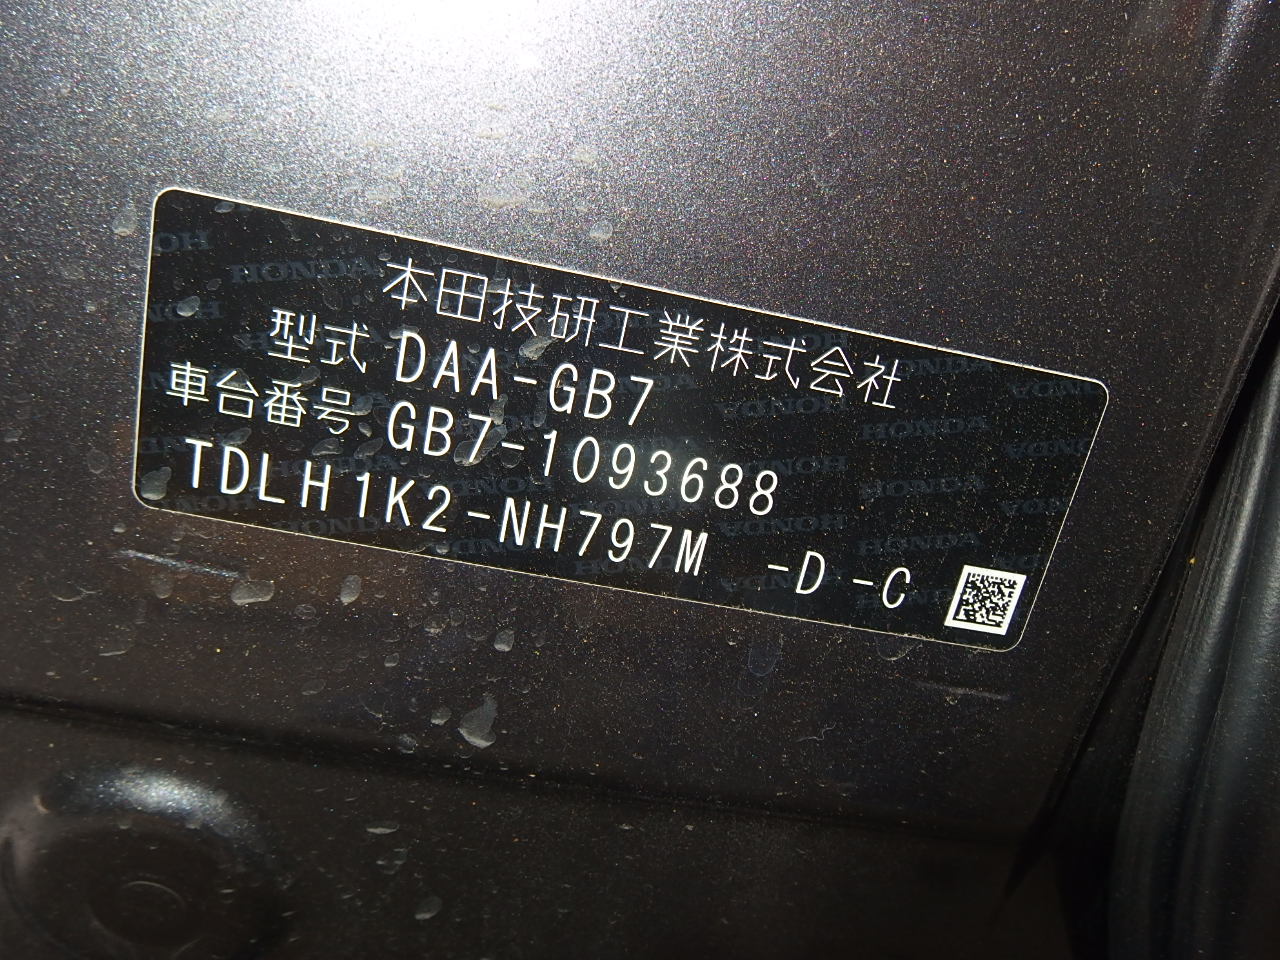 本田技研工業株式会社
型式 DAA-GB7
車台番号 GB7-1093688
TDLH1K2-NH797M -D-C